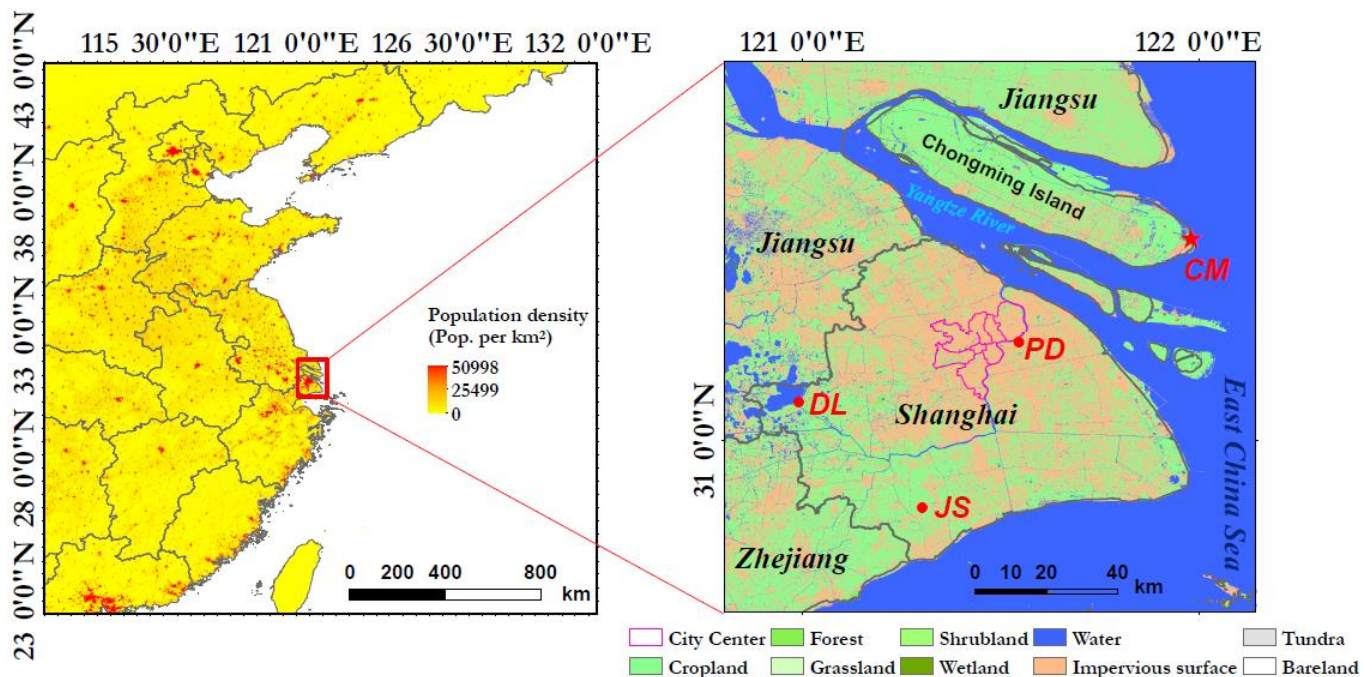 115 30'0"E 121 0'0"E 126 30'0"E 132 0'0"E
43 0'0"N
38 0'0"N
33 0'0"N
28 0'0"N
23 0'0"N
Population density
(Pop. per km²)
50998
25499
0
0 200 400 800
km
121 0'0"E 122 0'0"E
31 0'0"N
Jiangsu
Chongming Island
Yangtze River
Jiangsu
CM
PD
DL
Shanghai
JS
Zhejiang
East China Sea
0 10 20 40
km
City Center Forest Shrubland Water Tundra
Cropland Grassland Wetland Impervious surface Bareland